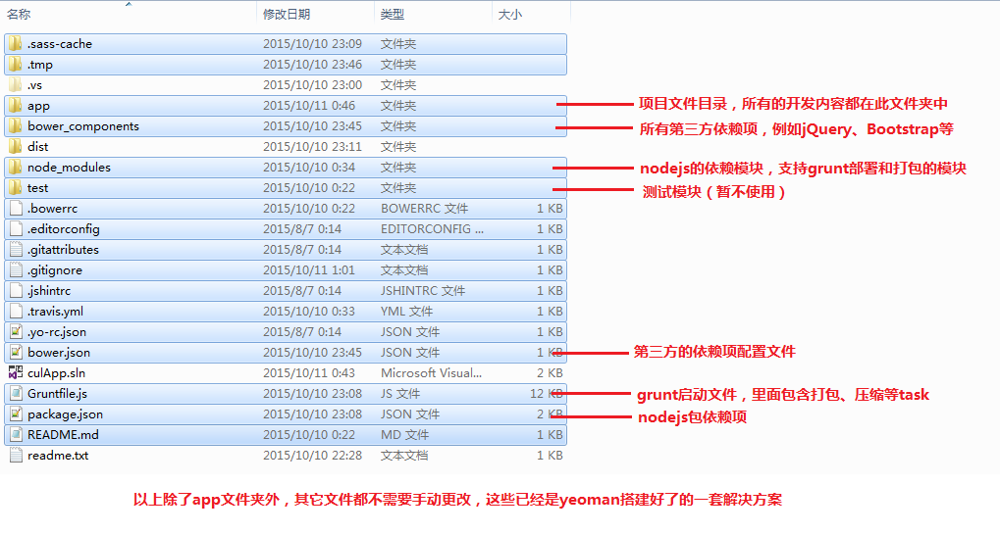 名称 修改日期 类型 大小
.sass-cache 2015/10/10 23:09 文件夹
.tmp 2015/10/10 23:46 文件夹
.vs 2015/10/10 23:00 文件夹
app 2015/10/11 0:46 文件夹 项目文件目录，所有的开发内容都在此文件夹中
bower_components 2015/10/10 23:45 文件夹 所有第三方依赖项，例如jQuery、Bootstrap等
dist 2015/10/10 23:11 文件夹
node_modules 2015/10/10 0:34 文件夹 nodejs的依赖模块，支持grunt部署和打包的模块
test 2015/10/10 0:22 文件夹 测试模块（暂不使用）
.bowerrc 2015/10/10 0:22 BOWERRC 文件 1 KB
.editorconfig 2015/8/7 0:14 EDITORCONFIG ... 1 KB
.gitattributes 2015/8/7 0:14 文本文档 1 KB
.gitignore 2015/10/11 1:01 文本文档 1 KB
.jshintrc 2015/8/7 0:14 JSHINTRC 文件 1 KB
.travis.yml 2015/10/10 0:33 YML 文件 1 KB
.yo-rc.json 2015/8/7 0:14 JSON 文件 1 KB
bower.json 2015/10/10 23:45 JSON 文件 1 KB 第三方的依赖项配置文件
culApp.sln 2015/10/11 0:43 Microsoft Visual... 2 KB
Gruntfile.js 2015/10/10 23:08 JS 文件 12 KB grunt启动文件，里面包含打包、压缩等task
package.json 2015/10/10 23:08 JSON 文件 2 KB nodejs包依赖项
README.md 2015/10/10 0:22 MD 文件 1 KB
readme.txt 2015/10/10 22:28 文本文档 1 KB
以上除了app文件夹外，其它文件都不需要手动更改，这些已经是yeoman搭建好了的一套解决方案